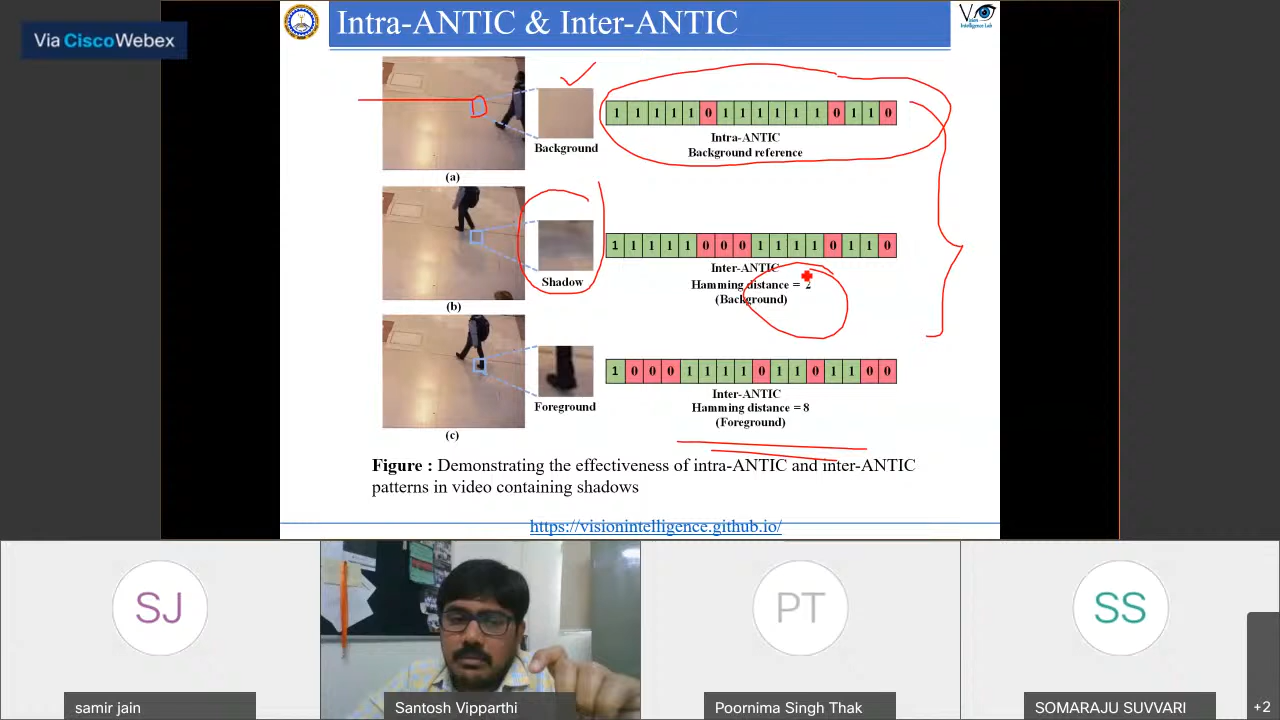 Via Cisco Webex
Intra-ANTIC & Inter-ANTIC
Vision
Intelligence Lab
Background
1 1 1 1 1 0 1 1 1 1 1 1 0 1 1 0
Intra-ANTIC
Background reference
(a)
Shadow
1 1 1 1 1 0 0 0 1 1 1 1 0 1 1 0
Inter-ANTIC
Hamming distance = 2
(Background)
(b)
Foreground
1 0 0 0 1 1 1 1 0 1 1 0 1 1 0 0
Inter-ANTIC
Hamming distance = 8
(Foreground)
(c)
Figure : Demonstrating the effectiveness of intra-ANTIC and inter-ANTIC
patterns in video containing shadows
https://visionintelligence.github.io/
SJ
PT
SS
samir jain
Santosh Vipparthi
Poornima Singh Thak
SOMARAJU SUVVARI
+2